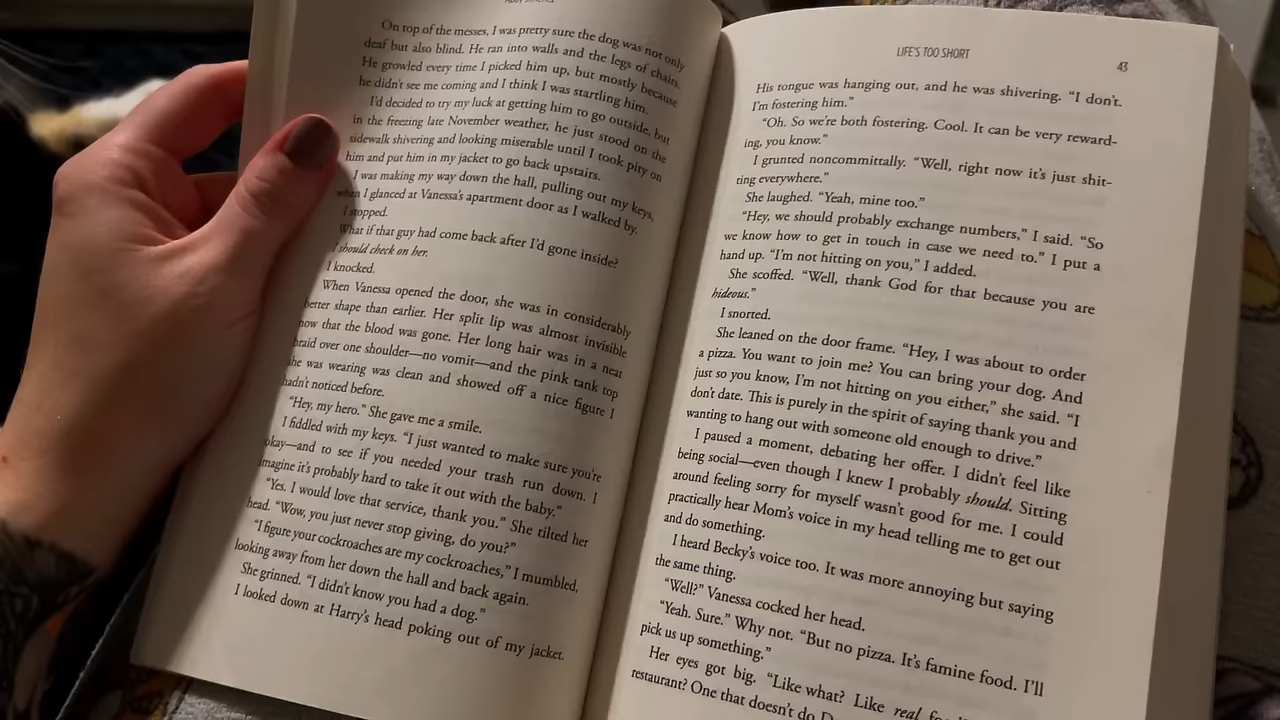 On top of the messes, I was pretty sure the dog was not only
deaf but also blind. He ran into walls and the legs of chairs.
He growled every time I picked him up, but mostly because
he didn't see me coming and I think I was startling him.
I'd decided to try my luck at getting him to go outside, but
in the freezing late November weather, he just stood on the
sidewalk shivering and looking miserable until I took pity on
him and put him in my jacket to go back upstairs.
I was making my way down the hall, pulling out my keys,
when I glanced at Vanessa's apartment door as I walked by.
I stopped.
What if that guy had come back after I'd gone inside?
I should check on her.
I knocked.
When Vanessa opened the door, she was in considerably
better shape than earlier. Her split lip was almost invisible
now that the blood was gone. Her long hair was in a neat
braid over one shoulder—no vomit—and the pink tank top
she was wearing was clean and showed off a nice figure I
hadn't noticed before.
"Hey, my hero." She gave me a smile.
I fiddled with my keys. "I just wanted to make sure you're
okay—and to see if you needed your trash run down. I
imagine it's probably hard to take it out with the baby."
"Yes, I would love that service, thank you." She tilted her
head. "Wow, you just never stop giving, do you?"
"I figure your cockroaches are my cockroaches," I mumbled,
looking away from her down the hall and back again.
She grinned. "I didn't know you had a dog."
I looked down at Harry's head poking out of my jacket.
LIFE'S TOO SHORT 43
His tongue was hanging out, and he was shivering. "I don't.
I'm fostering him."
"Oh. So we're both fostering. Cool. It can be very reward-
ing, you know."
I grunted noncommittally. "Well, right now it's just shit-
ting everywhere."
She laughed. "Yeah, mine too."
"Hey, we should probably exchange numbers," I said. "So
we know how to get in touch in case we need to." I put a
hand up. "I'm not hitting on you," I added.
She scoffed. "Well, thank God for that because you are
hideous."
I snorted.
She leaned on the door frame. "Hey, I was about to order
a pizza. You want to join me? You can bring your dog. And
just so you know, I'm not hitting on you either," she said. "I
don't date. This is purely in the spirit of saying thank you and
wanting to hang out with someone old enough to drive."
I paused a moment, debating her offer. I didn't feel like
being social—even though I knew I probably should. Sitting
around feeling sorry for myself wasn't good for me. I could
practically hear Mom's voice in my head telling me to get out
and do something.
I heard Becky's voice too. It was more annoying but saying
the same thing.
"Well?" Vanessa cocked her head.
"Yeah. Sure." Why not. "But no pizza. It's famine food. I'll
pick us up something."
Her eyes got big. "Like what? Like real
restaurant? One that doesn't do